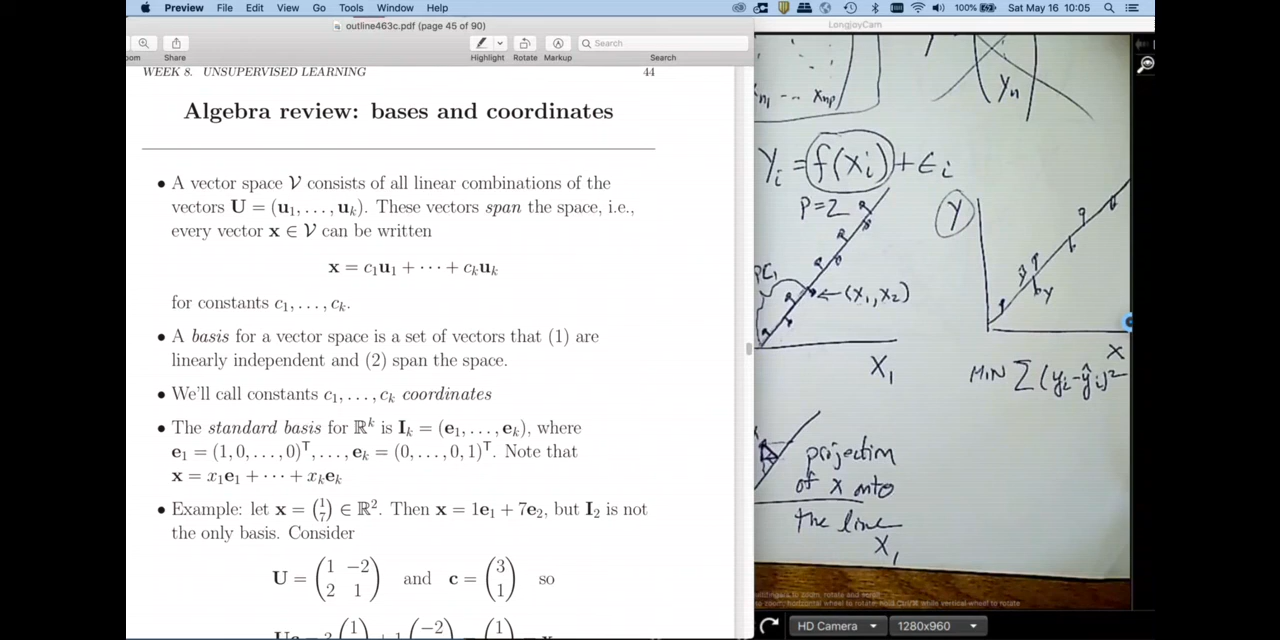 Preview File Edit View Go Tools Window Help
100% Sat May 16 10:05
outline463c.pdf (page 45 of 90)
LongjoyCam
oom Share Highlight Rotate Markup Search
Search
WEEK 8. UNSUPERVISED LEARNING 44
Algebra review: bases and coordinates
• A vector space 𝒱 consists of all linear combinations of the
vectors U = (u₁, . . . , uₖ). These vectors span the space, i.e.,
every vector x ∈ 𝒱 can be written
x = c₁u₁ + · · · + cₖuₖ
for constants c₁, . . . , cₖ.
• A basis for a vector space is a set of vectors that (1) are
linearly independent and (2) span the space.
• We'll call constants c₁, . . . , cₖ coordinates
• The standard basis for ℝᵏ is Iₖ = (e₁, . . . , eₖ), where
e₁ = (1, 0, . . . , 0)ᵀ, . . . , eₖ = (0, . . . , 0, 1)ᵀ. Note that
x = x₁e₁ + · · · + xₖeₖ
• Example: let x = (1 7) ∈ ℝ². Then x = 1e₁ + 7e₂, but I₂ is not
the only basis. Consider
U = (1 −2
2 1) and c = (3
1) so
xn1 - - - xnp
yn
Yi = f(xi) + εi
P=2
Y
PC1
←(x1, x2)
y
X1
X
MIN Σ(yi-ŷi)²
projection
of x onto
the line
X1
HD Camera 1280x960